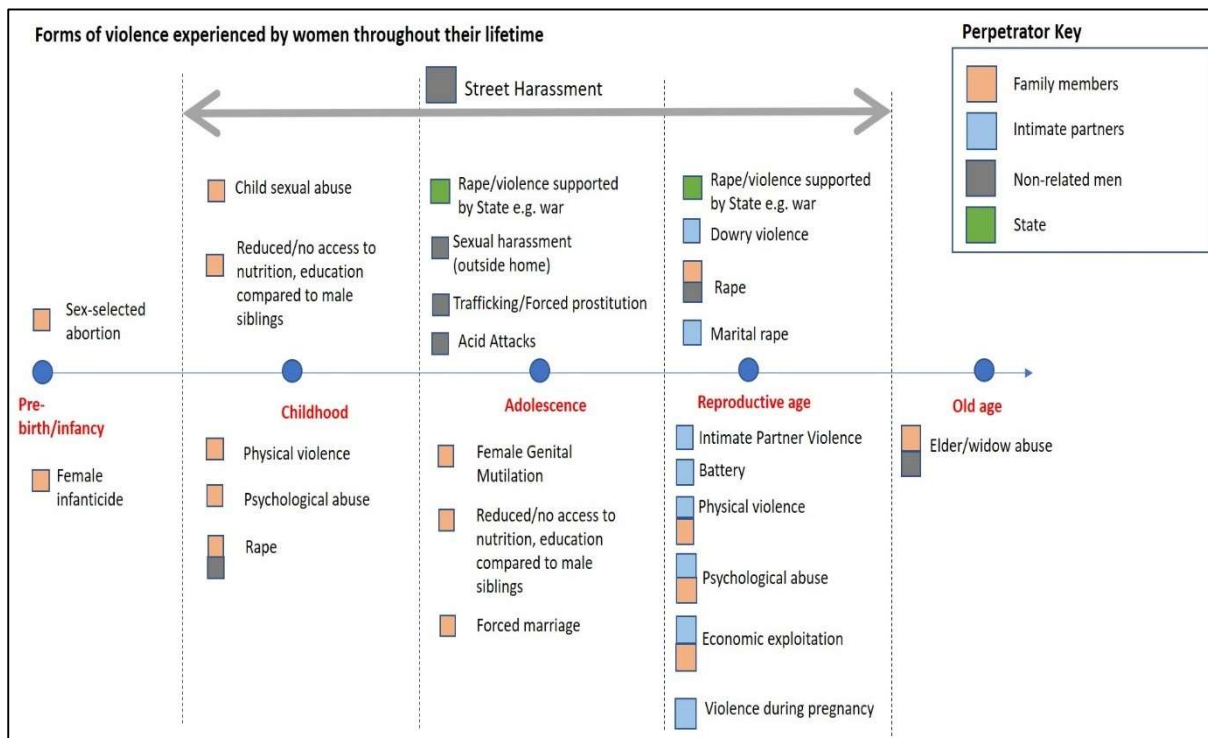 Forms of violence experienced by women throughout their lifetime
Perpetrator Key
Family members
Intimate partners
Non-related men
State
Street Harassment
Sex-selected
abortion
Pre-
birth/infancy
Female
infanticide
Child sexual abuse
Reduced/no access to
nutrition, education
compared to male
siblings
Childhood
Physical violence
Psychological abuse
Rape
Rape/violence supported
by State e.g. war
Sexual harassment
(outside home)
Trafficking/Forced prostitution
Acid Attacks
Adolescence
Female Genital
Mutilation
Reduced/no access to
nutrition, education
compared to male
siblings
Forced marriage
Rape/violence supported
by State e.g. war
Dowry violence
Rape
Marital rape
Reproductive age
Intimate Partner Violence
Battery
Physical violence
Psychological abuse
Economic exploitation
Violence during pregnancy
Old age
Elder/widow abuse